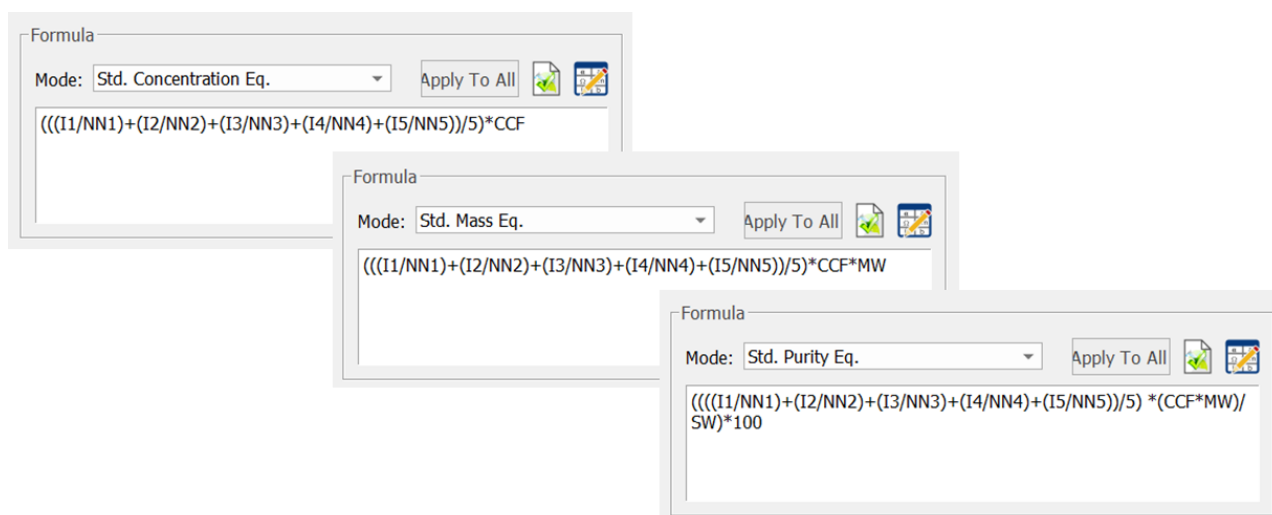 Formula
Mode: Std. Concentration Eq. Apply To All
(((I1/NN1)+(I2/NN2)+(I3/NN3)+(I4/NN4)+(I5/NN5))/5)*CCF
Formula
Mode: Std. Mass Eq. Apply To All
(((I1/NN1)+(I2/NN2)+(I3/NN3)+(I4/NN4)+(I5/NN5))/5)*CCF*MW
Formula
Mode: Std. Purity Eq. Apply To All
((((I1/NN1)+(I2/NN2)+(I3/NN3)+(I4/NN4)+(I5/NN5))/5) *(CCF*MW)/
SW)*100